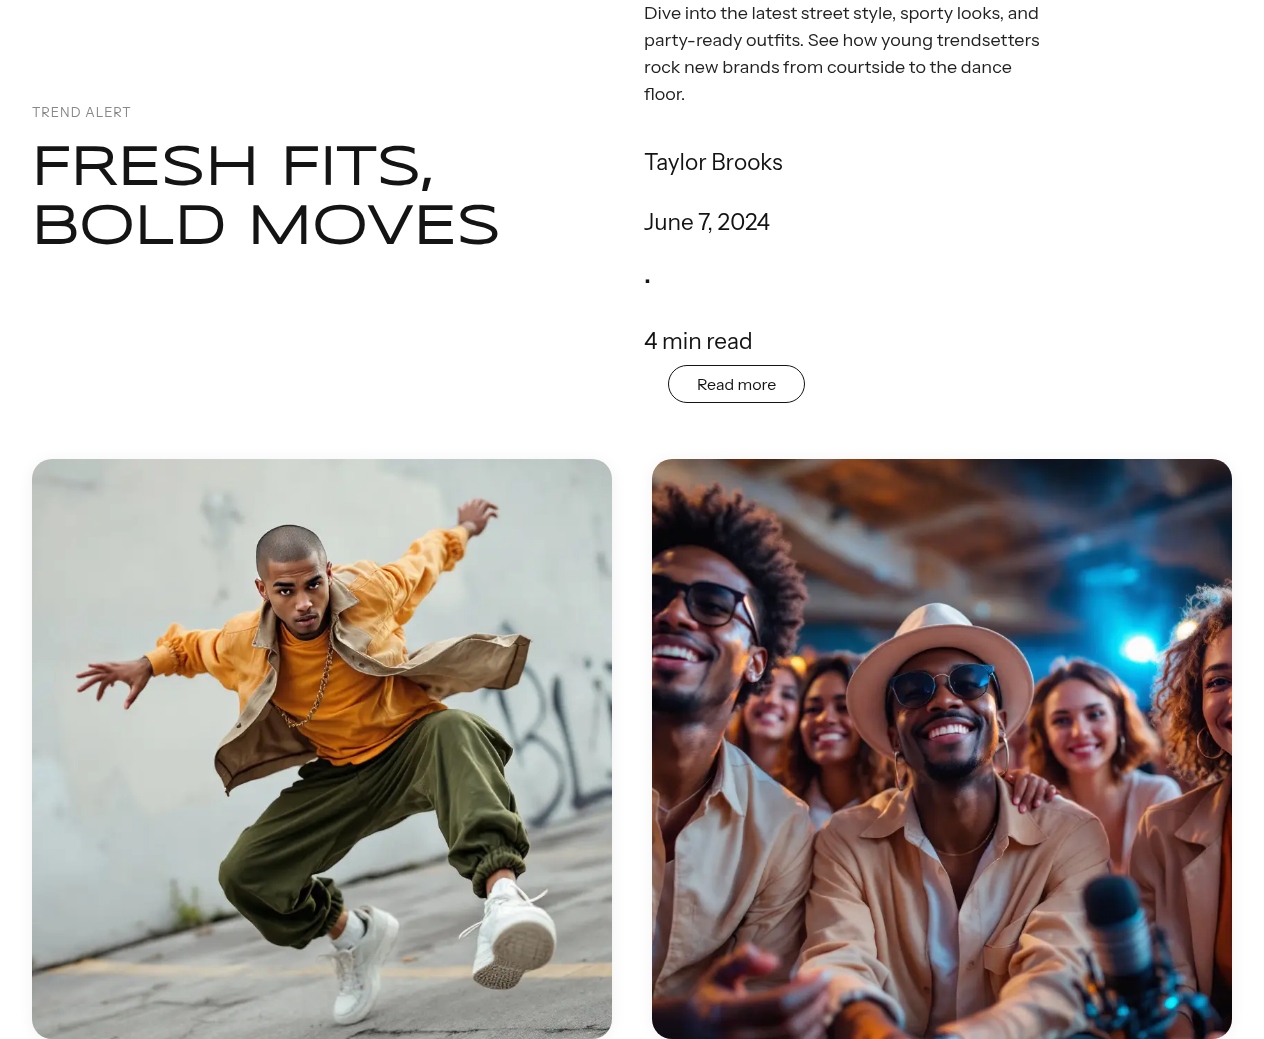 TREND ALERT
FRESH FITS,
BOLD MOVES
Dive into the latest street style, sporty looks, and
party-ready outfits. See how young trendsetters
rock new brands from courtside to the dance
floor.
Taylor Brooks
June 7, 2024
·
4 min read
Read more